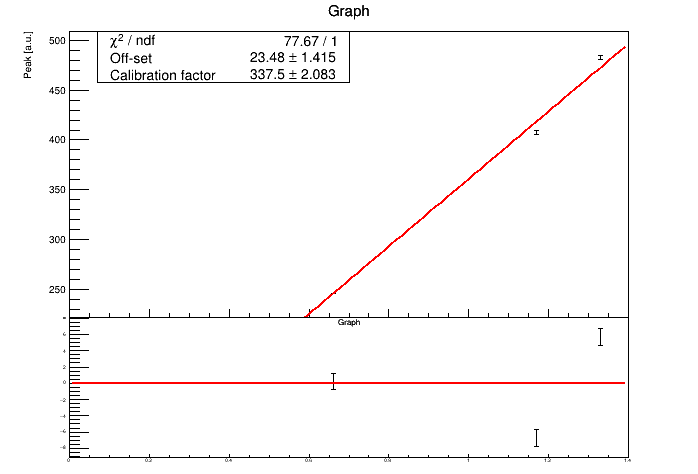 Graph
Peak [a.u.]
χ² / ndf 77.67 / 1
Off-set 23.48 ± 1.415
Calibration factor 337.5 ± 2.083
500
450
400
350
300
250
Graph
6
4
2
0
−2
−4
−6
−8
0 0.2 0.4 0.6 0.8 1 1.2 1.4